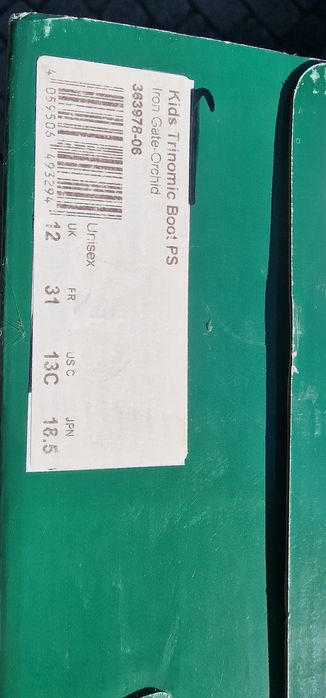 Kids Trinomic Boot PS
Iron Gate-Orchid
363978-06
4 059506 493294
Unisex
UK FR US C JPN
12 31 13C 18.5